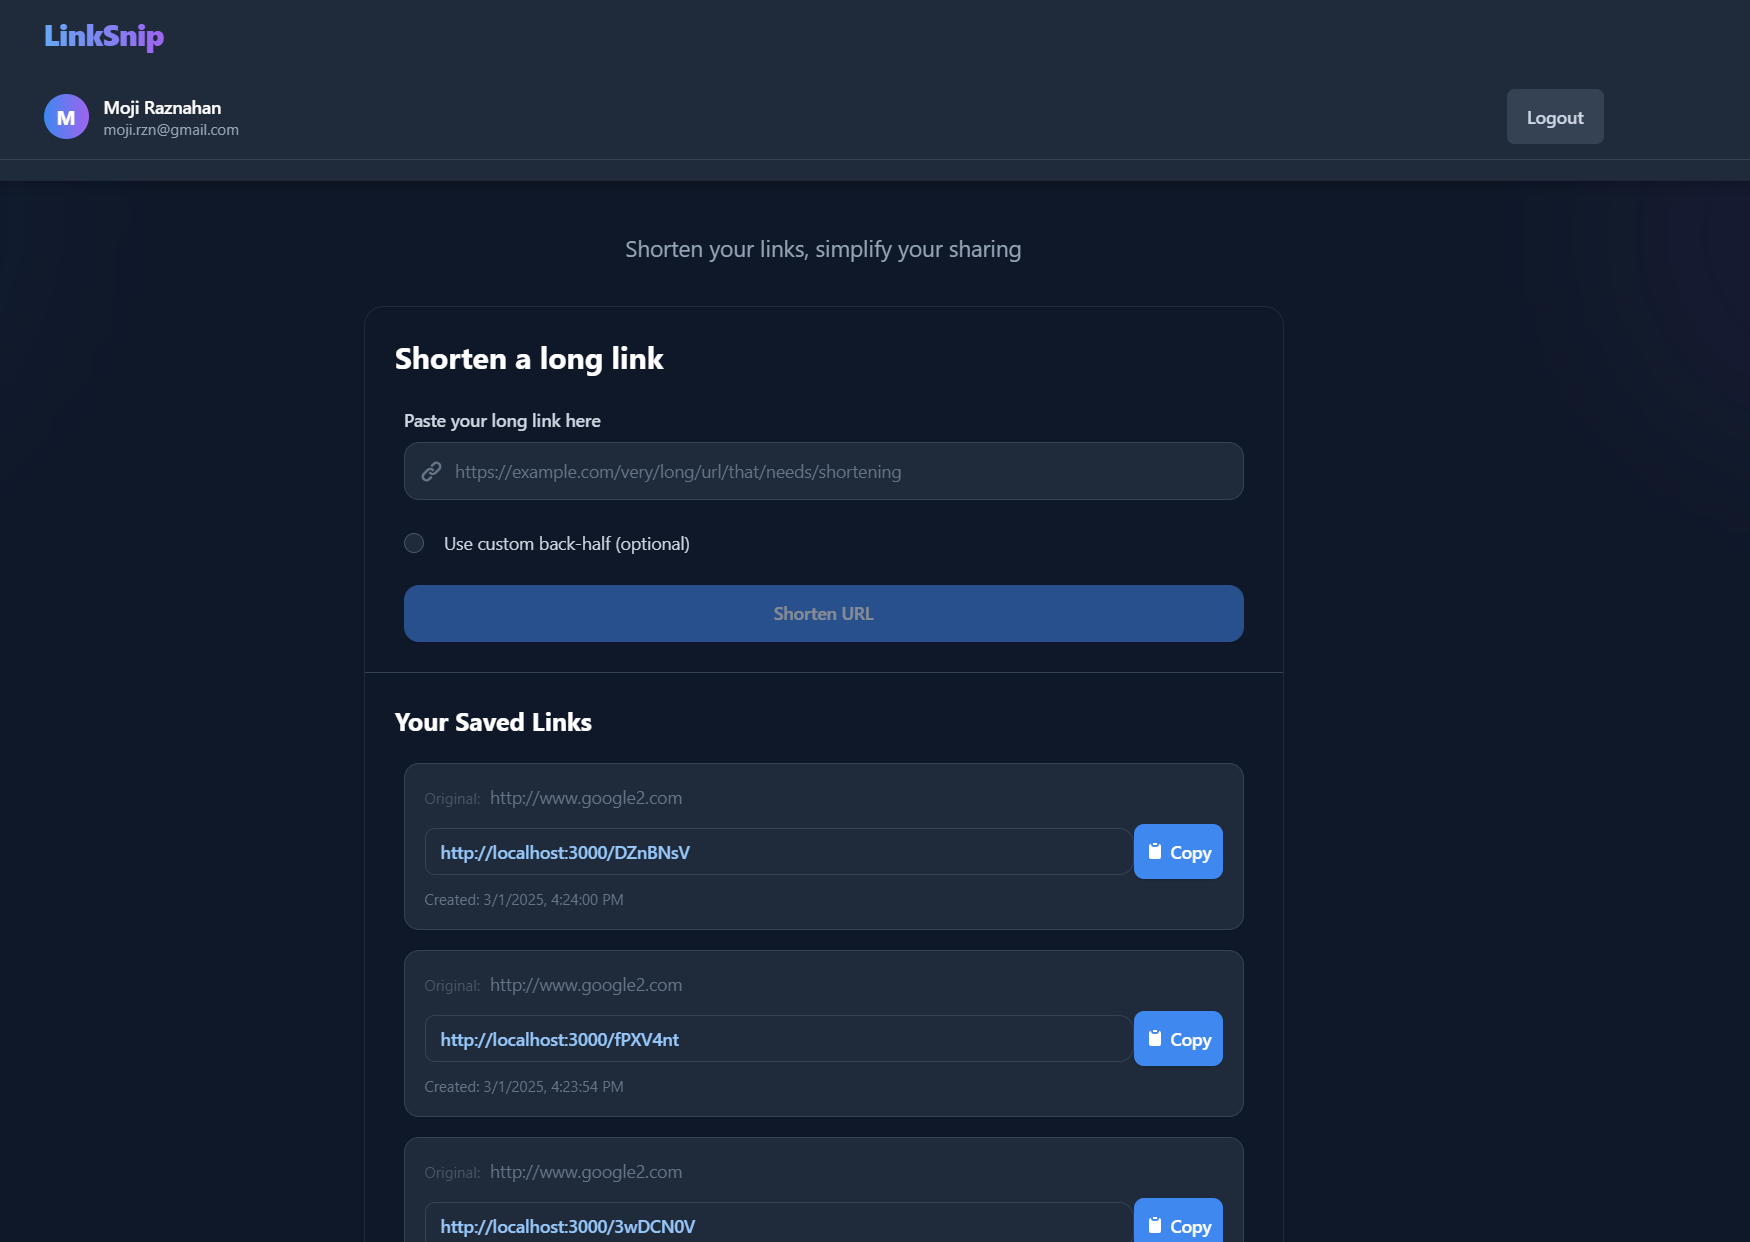 LinkSnip
M
Moji Raznahan
moji.rzn@gmail.com
Logout
Shorten your links, simplify your sharing
Shorten a long link
Paste your long link here
https://example.com/very/long/url/that/needs/shortening
Use custom back-half (optional)
Shorten URL
Your Saved Links
Original: http://www.google2.com
http://localhost:3000/DZnBNsV
Copy
Created: 3/1/2025, 4:24:00 PM
Original: http://www.google2.com
http://localhost:3000/fPXV4nt
Copy
Created: 3/1/2025, 4:23:54 PM
Original: http://www.google2.com
http://localhost:3000/3wDCN0V
Copy